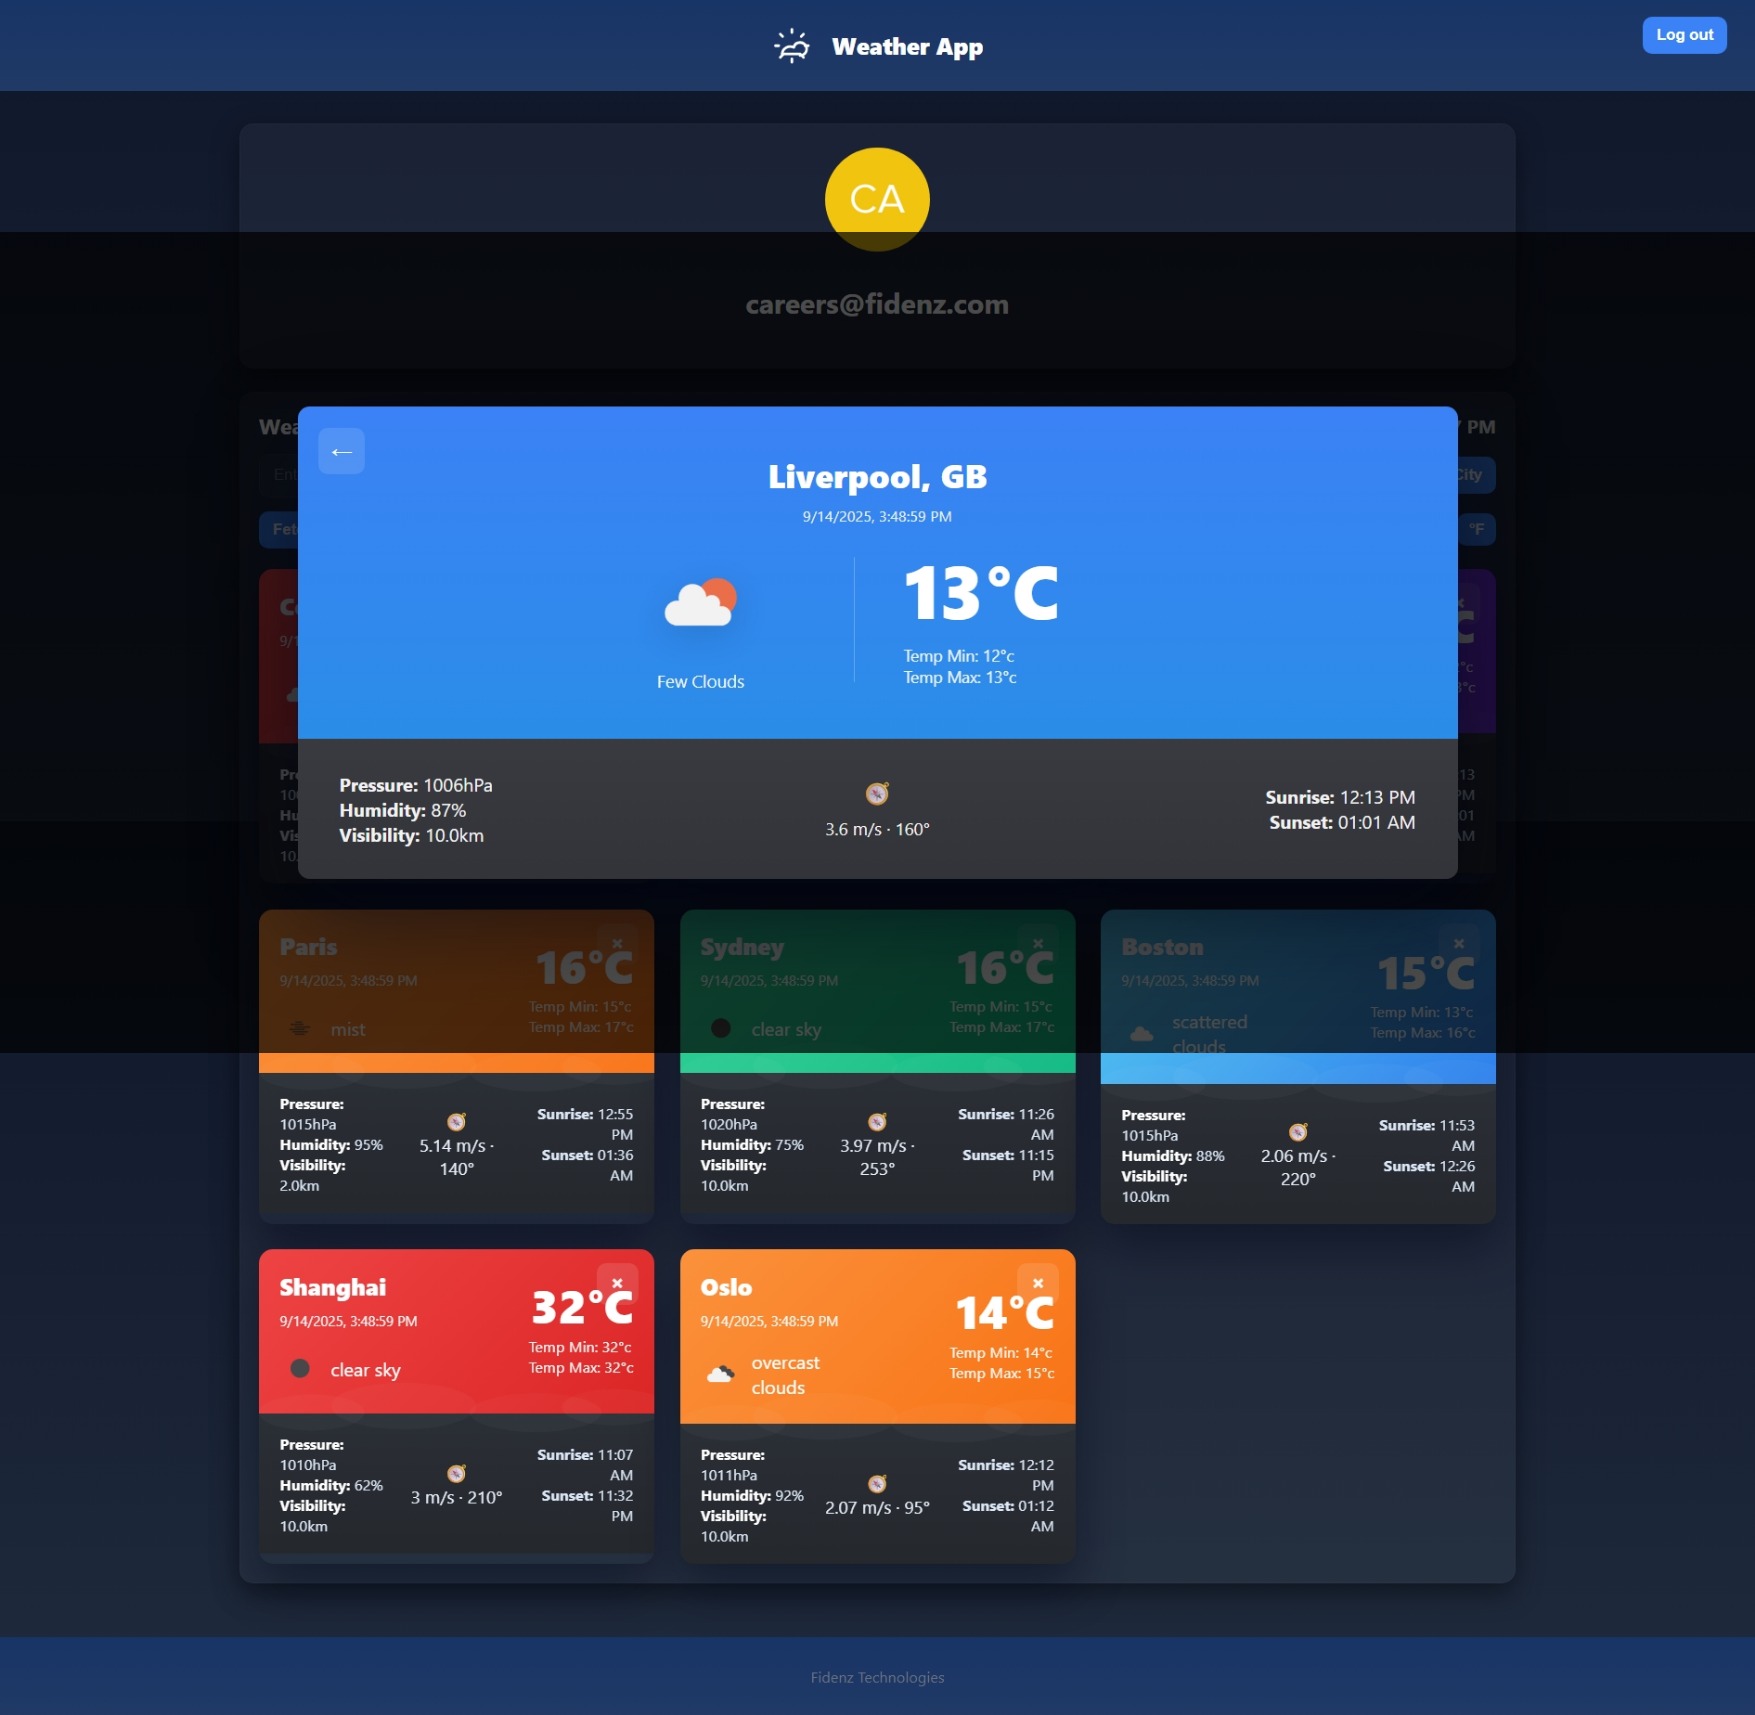 Weather App
Log out
CA
careers@fidenz.com
PM
City
°F
←
Liverpool, GB
9/14/2025, 3:48:59 PM
Few Clouds
13°C
Temp Min: 12°c
Temp Max: 13°c
Pressure: 1006hPa
Humidity: 87%
Visibility: 10.0km
3.6 m/s · 160°
Sunrise: 12:13 PM
Sunset: 01:01 AM
Paris
9/14/2025, 3:48:59 PM
mist
×
16°C
Temp Min: 15°c
Temp Max: 17°c
Pressure:
1015hPa
Humidity: 95%
Visibility:
2.0km
5.14 m/s ·
140°
Sunrise: 12:55
PM
Sunset: 01:36
AM
Sydney
9/14/2025, 3:48:59 PM
clear sky
×
16°C
Temp Min: 15°c
Temp Max: 17°c
Pressure:
1020hPa
Humidity: 75%
Visibility:
10.0km
3.97 m/s ·
253°
Sunrise: 11:26
AM
Sunset: 11:15
PM
Boston
9/14/2025, 3:48:59 PM
scattered
clouds
×
15°C
Temp Min: 13°c
Temp Max: 16°c
Pressure:
1015hPa
Humidity: 88%
Visibility:
10.0km
2.06 m/s ·
220°
Sunrise: 11:53
AM
Sunset: 12:26
AM
Shanghai
9/14/2025, 3:48:59 PM
clear sky
×
32°C
Temp Min: 32°c
Temp Max: 32°c
Pressure:
1010hPa
Humidity: 62%
Visibility:
10.0km
3 m/s · 210°
Sunrise: 11:07
AM
Sunset: 11:32
PM
Oslo
9/14/2025, 3:48:59 PM
overcast
clouds
×
14°C
Temp Min: 14°c
Temp Max: 15°c
Pressure:
1011hPa
Humidity: 92%
Visibility:
10.0km
2.07 m/s · 95°
Sunrise: 12:12
PM
Sunset: 01:12
AM
Fidenz Technologies